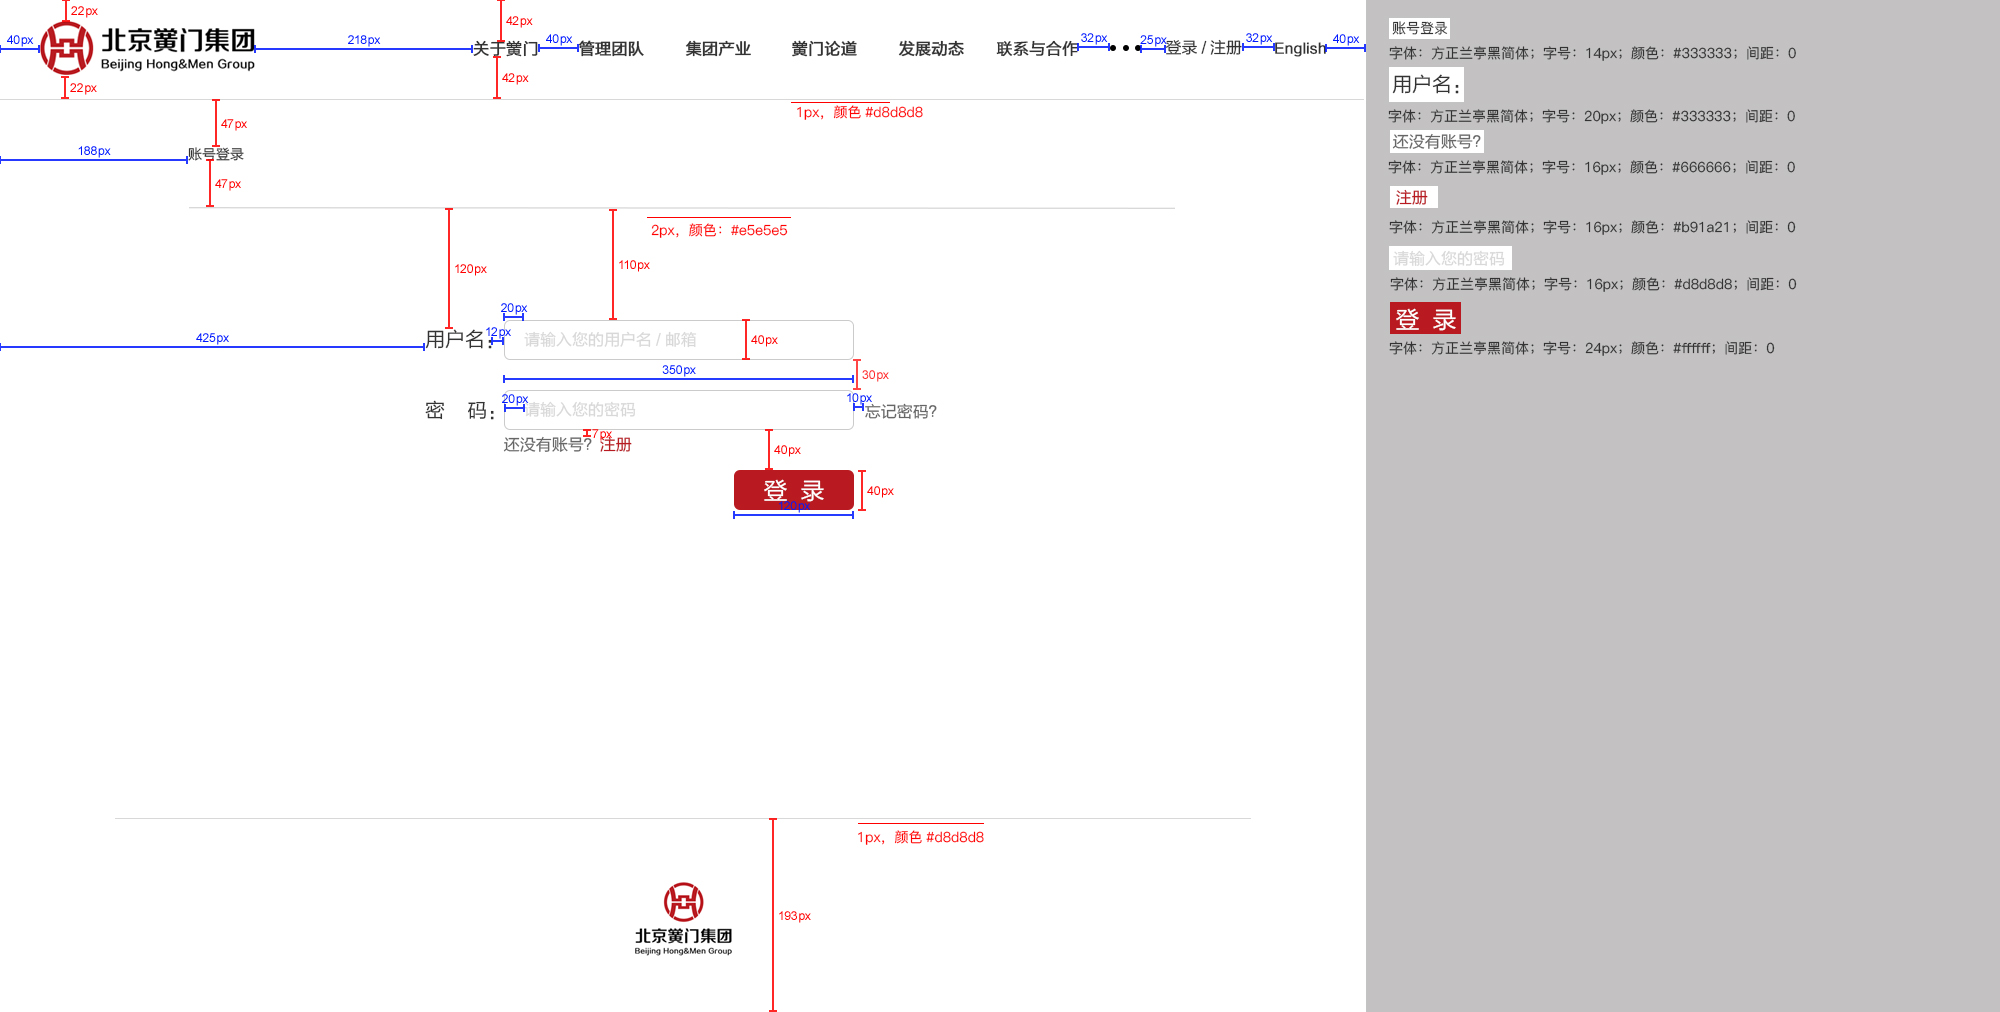 22px
42px
40px 北京黉门集团 218px 关于黉门 40px 管理团队 集团产业 黉门论道 发展动态 联系与合作 32px 25px 登录 / 注册 32px English 40px
Beijing Hong&Men Group
42px
22px
1px，颜色 #d8d8d8
47px
188px 账号登录
47px
2px，颜色：#e5e5e5
120px 110px
20px
425px 用户名： 12px 请输入您的用户名 / 邮箱 40px
350px 30px
密 码： 20px 请输入您的密码 10px 忘记密码?
7px
还没有账号? 注册 40px
登 录 40px
120px
1px，颜色 #d8d8d8
193px
北京黉门集团
Beijing Hong&Men Group
账号登录
字体：方正兰亭黑简体；字号：14px；颜色：#333333；间距：0
用户名：
字体：方正兰亭黑简体；字号：20px；颜色：#333333；间距：0
还没有账号?
字体：方正兰亭黑简体；字号：16px；颜色：#666666；间距：0
注册
字体：方正兰亭黑简体；字号：16px；颜色：#b91a21；间距：0
请输入您的密码
字体：方正兰亭黑简体；字号：16px；颜色：#d8d8d8；间距：0
登 录
字体：方正兰亭黑简体；字号：24px；颜色：#ffffff；间距：0